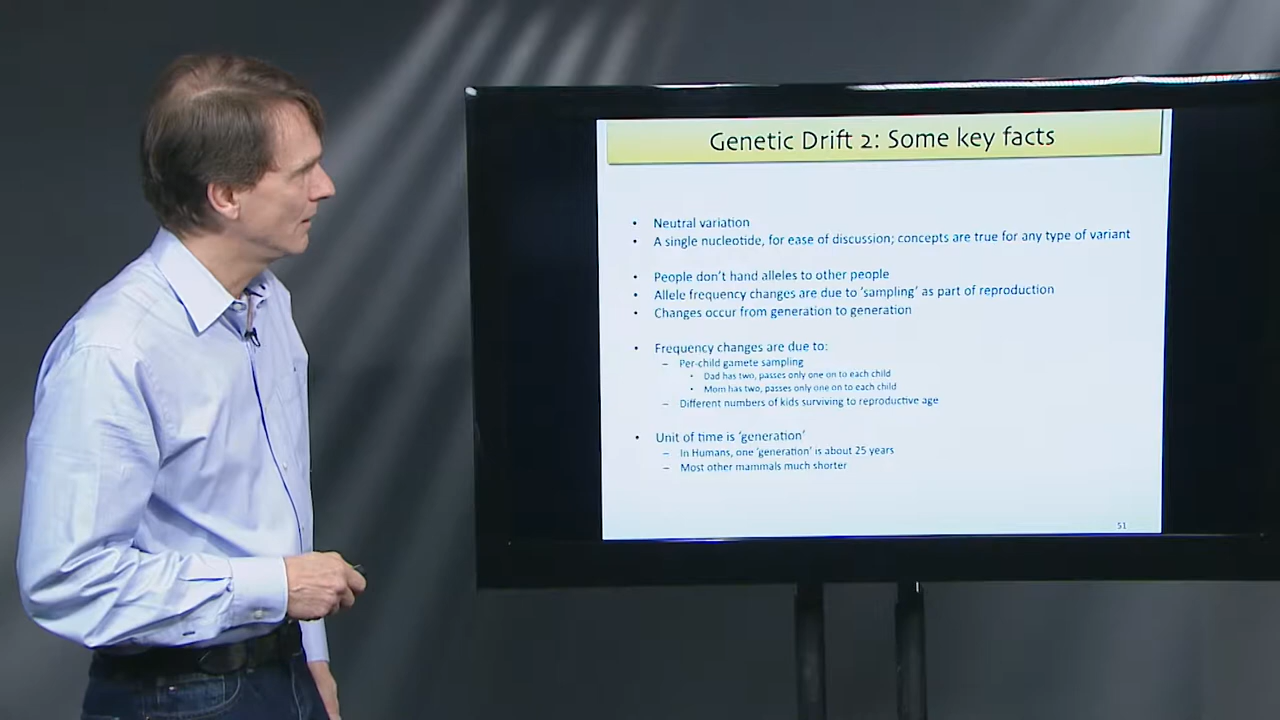 Genetic Drift 2: Some key facts
• Neutral variation
• A single nucleotide, for ease of discussion; concepts are true for any type of variant
• People don't hand alleles to other people
• Allele frequency changes are due to 'sampling' as part of reproduction
• Changes occur from generation to generation
• Frequency changes are due to:
– Per-child gamete sampling
• Dad has two, passes only one on to each child
• Mom has two, passes only one on to each child
– Different numbers of kids surviving to reproductive age
• Unit of time is 'generation'
– In Humans, one 'generation' is about 25 years
– Most other mammals much shorter
51